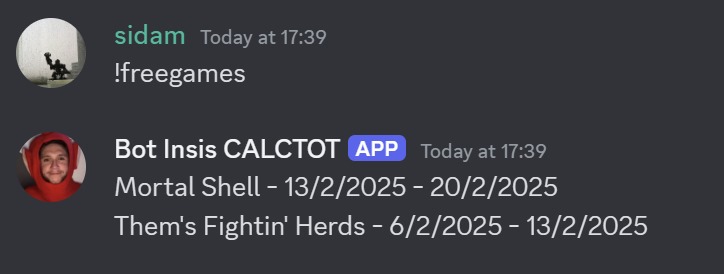 sidam Today at 17:39
!freegames
Bot Insis CALCTOT APP Today at 17:39
Mortal Shell - 13/2/2025 - 20/2/2025
Them's Fightin' Herds - 6/2/2025 - 13/2/2025